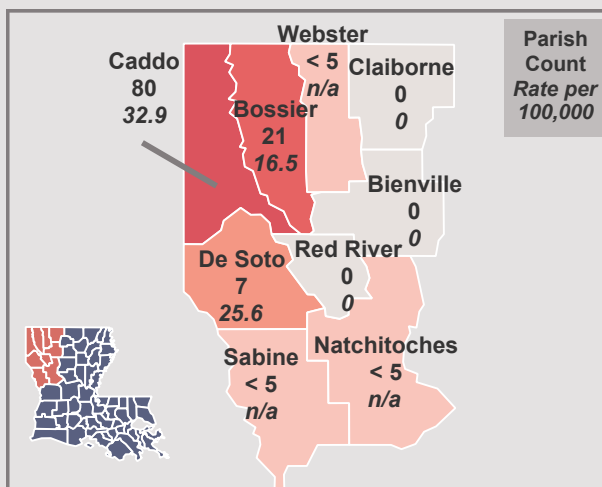 Webster
< 5
n/a
Caddo
80
32.9
Claiborne
0
0
Parish
Count
Rate per
100,000
Bossier
21
16.5
Bienville
0
0
De Soto
7
25.6
Red River
0
0
Sabine
< 5
n/a
Natchitoches
< 5
n/a